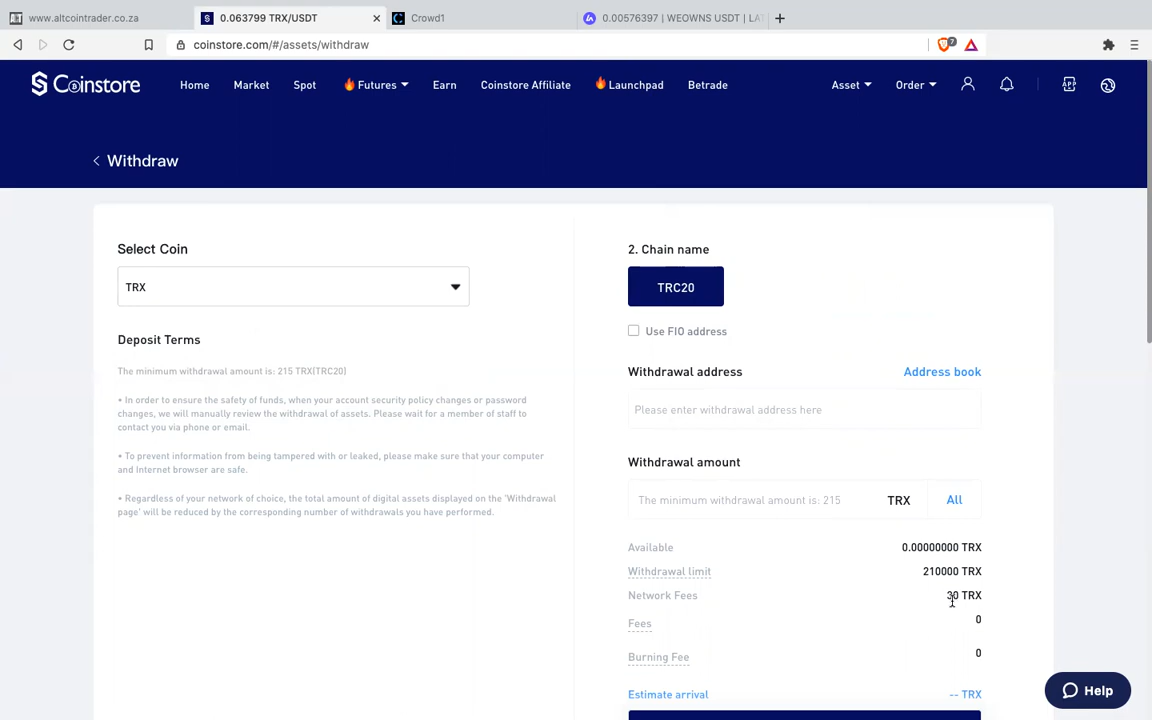 www.altcointrader.co.za
0.063799 TRX/USDT
Crowd1
0.00576397 | WEOWNS USDT | LA
coinstore.com/#/assets/withdraw
7
Coinstore
Home
Market
Spot
Futures
Earn
Coinstore Affiliate
Launchpad
Betrade
Asset
Order
APP
Withdraw
Select Coin
TRX
Deposit Terms
The minimum withdrawal amount is: 215 TRX(TRC20)
• In order to ensure the safety of funds, when your account security policy changes or password
changes, we will manually review the withdrawal of assets. Please wait for a member of staff to
contact you via phone or email.
• To prevent information from being tampered with or leaked, please make sure that your computer
and Internet browser are safe.
• Regardless of your network of choice, the total amount of digital assets displayed on the 'Withdrawal
page' will be reduced by the corresponding number of withdrawals you have performed.
2. Chain name
TRC20
Use FIO address
Withdrawal address
Address book
Please enter withdrawal address here
Withdrawal amount
The minimum withdrawal amount is: 215
TRX
All
Available
0.00000000 TRX
Withdrawal limit
210000 TRX
Network Fees
30 TRX
Fees
0
Burning Fee
0
Estimate arrival
-- TRX
Help